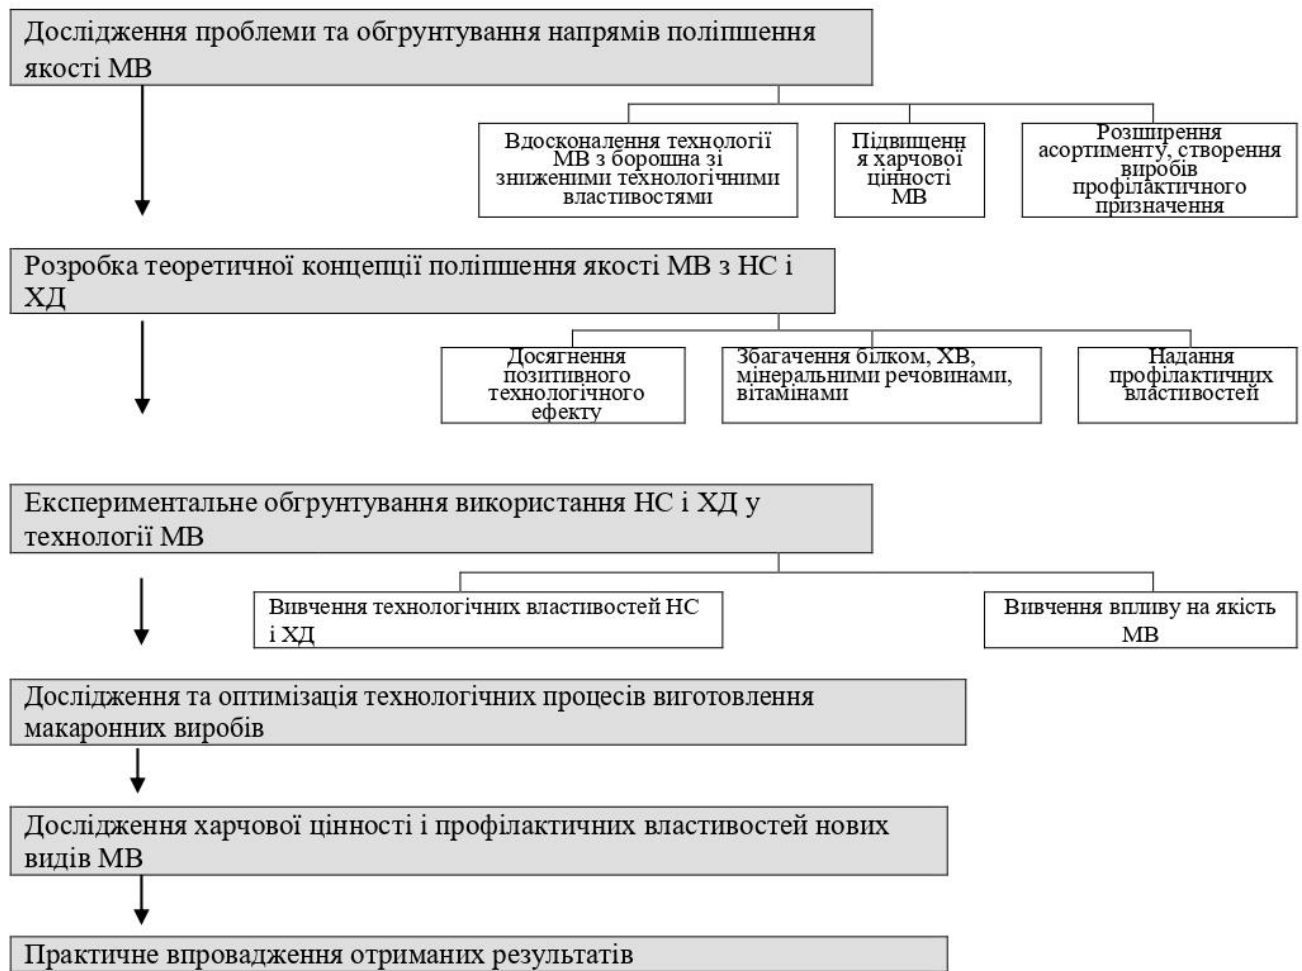 Дослідження проблеми та обгрунтування напрямів поліпшення
якості МВ
Вдосконалення технології
МВ з борошна зі
зниженими технологічними
властивостями
Підвищенн
я харчової
цінності
МВ
Розширення
асортименту, створення
виробів
профілактичного
призначення
Розробка теоретичної концепції поліпшення якості МВ з НС і
ХД
Досягнення
позитивного
технологічного
ефекту
Збагачення білком, ХВ,
мінеральними речовинами,
вітамінами
Надання
профілактичних
властивостей
Експериментальне обгрунтування використання НС і ХД у
технології МВ
Вивчення технологічних властивостей НС
і ХД
Вивчення впливу на якість
МВ
Дослідження та оптимізація технологічних процесів виготовлення
макаронних виробів
Дослідження харчової цінності і профілактичних властивостей нових
видів МВ
Практичне впровадження отриманих результатів